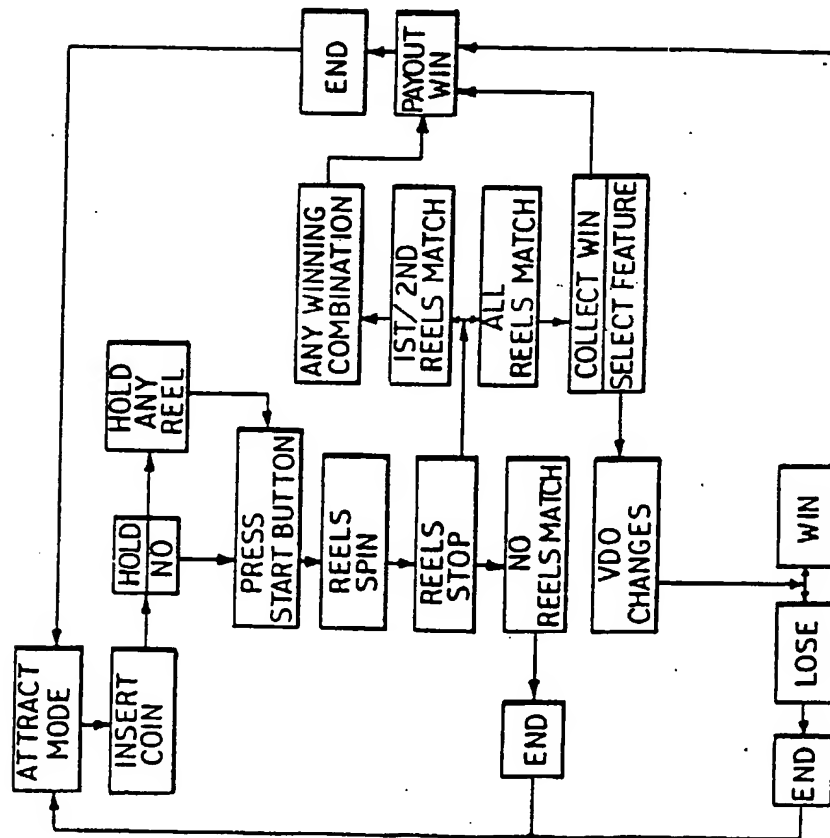 ATTRACT
MODE
INSERT
COIN
HOLD
NO
HOLD
ANY
REEL
PRESS
START BUTTON
REELS
SPIN
REELS
STOP
NO
REELS MATCH
END
ANY WINNING
COMBINATION
1ST/2ND
REELS MATCH
ALL
REELS MATCH
COLLECT WIN
SELECT FEATURE
PAYOUT
WIN
END
VDO
CHANGES
WIN
LOSE
END